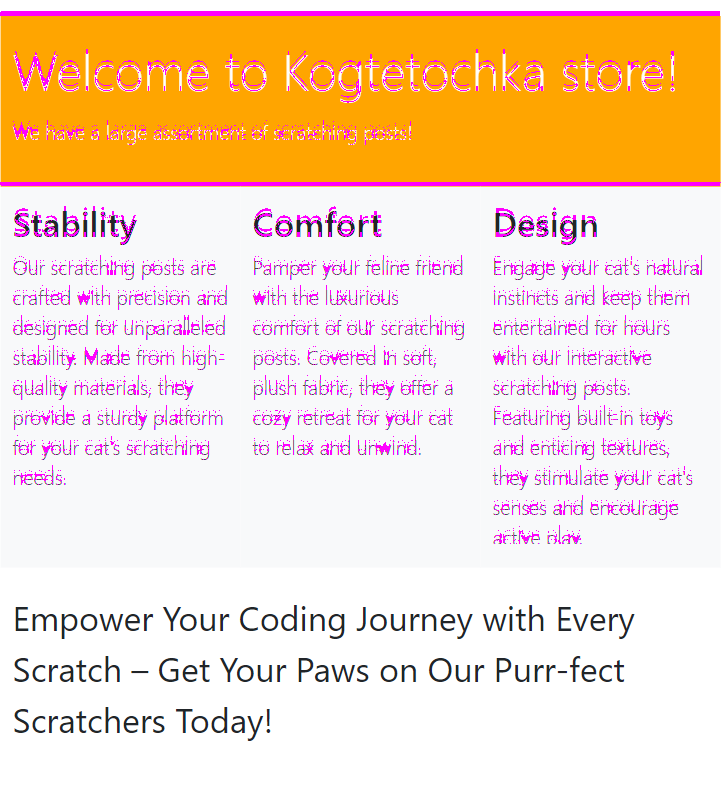 Welcome to Kogtetochka store!
We have a large assortment of scratching posts!
Stability
Our scratching posts are
crafted with precision and
designed for unparalleled
stability. Made from high-
quality materials, they
provide a sturdy platform
for your cat's scratching
needs.
Comfort
Pamper your feline friend
with the luxurious
comfort of our scratching
posts. Covered in soft,
plush fabric, they offer a
cozy retreat for your cat
to relax and unwind.
Design
Engage your cat's natural
instincts and keep them
entertained for hours
with our interactive
scratching posts.
Featuring built-in toys
and enticing textures,
they stimulate your cat's
senses and encourage
active play.
Empower Your Coding Journey with Every
Scratch – Get Your Paws on Our Purr-fect
Scratchers Today!